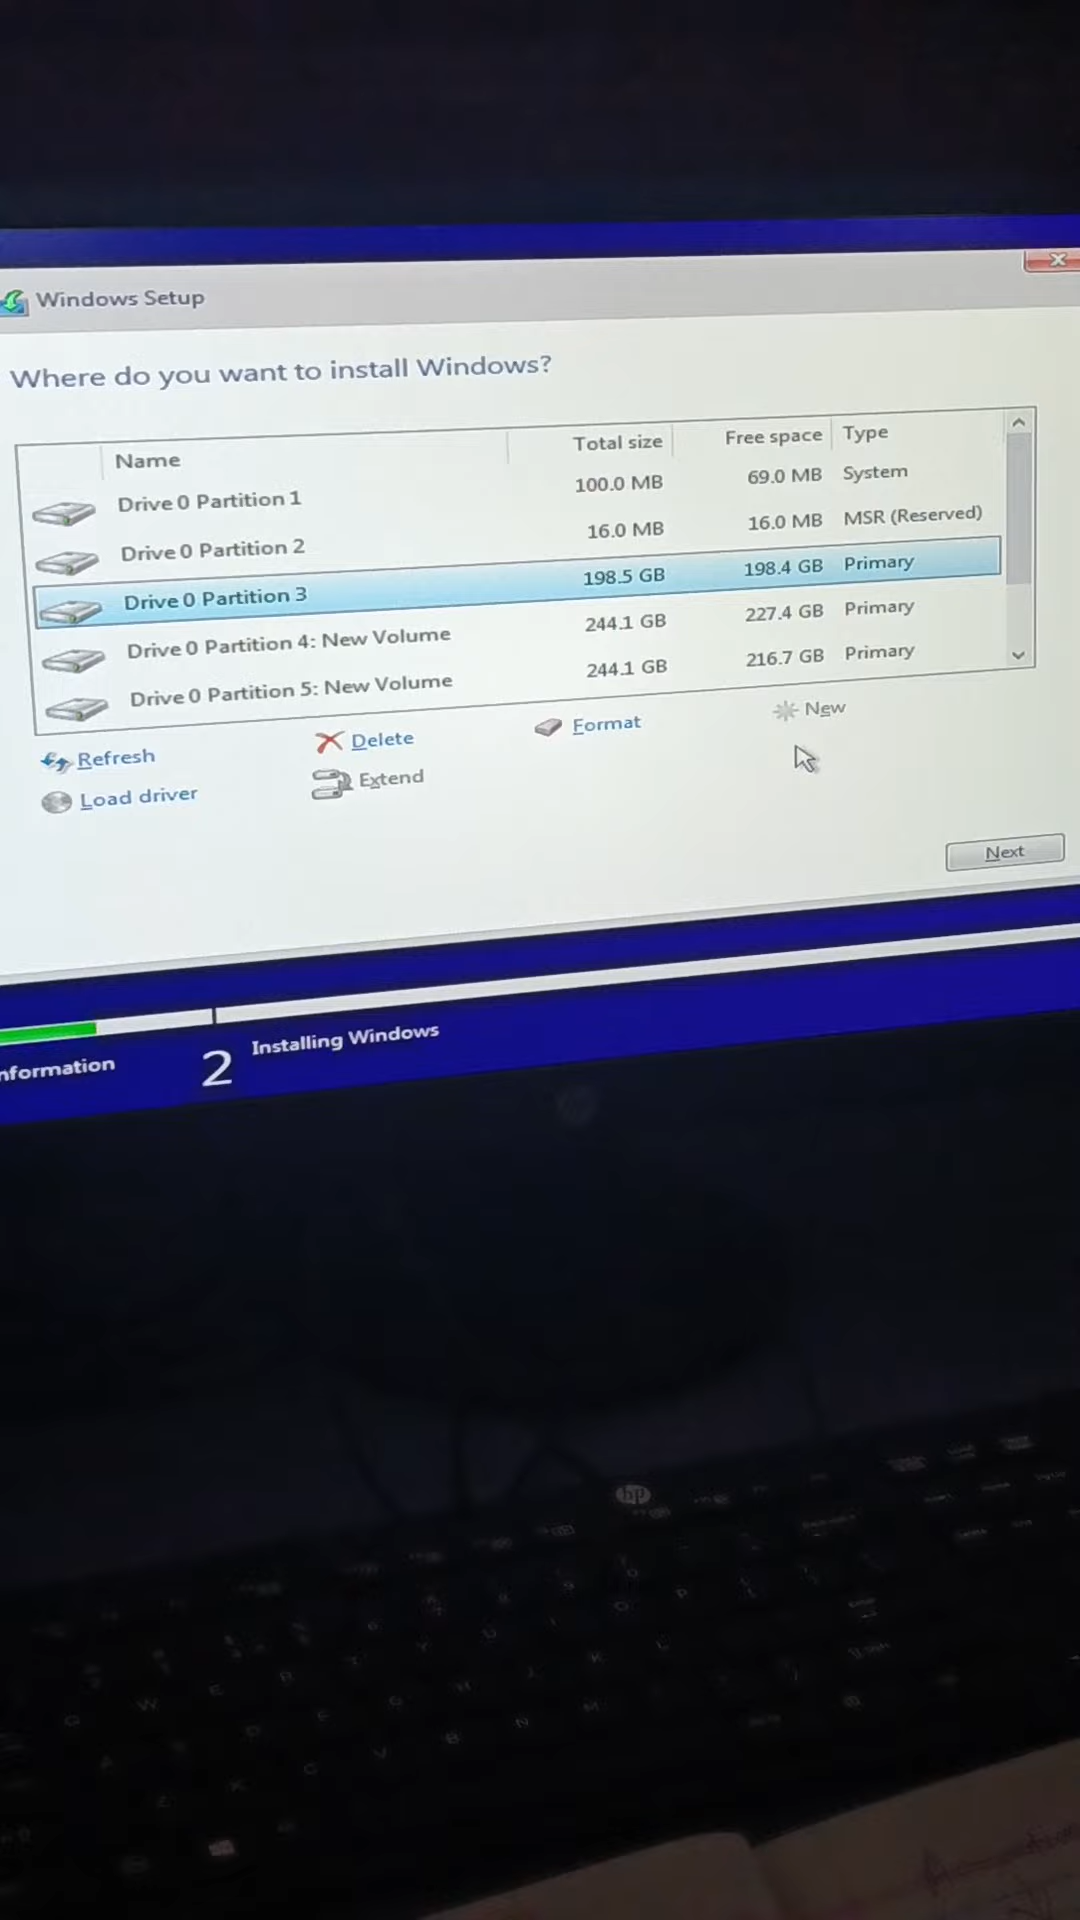 Windows Setup
Where do you want to install Windows?
Name Total size Free space Type
Drive 0 Partition 1 100.0 MB 69.0 MB System
Drive 0 Partition 2 16.0 MB 16.0 MB MSR (Reserved)
Drive 0 Partition 3 198.5 GB 198.4 GB Primary
Drive 0 Partition 4: New Volume 244.1 GB 227.4 GB Primary
Drive 0 Partition 5: New Volume 244.1 GB 216.7 GB Primary
Refresh Delete Format New
Load driver Extend
Next
nformation 2 Installing Windows
hp